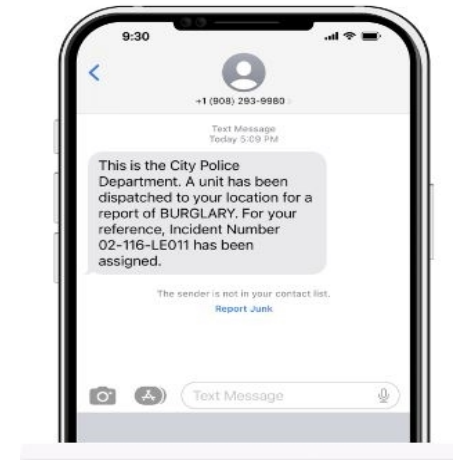 9:30
+1 (908) 293-9980
Text Message
Today 5:09 PM
This is the City Police
Department. A unit has been
dispatched to your location for a
report of BURGLARY. For your
reference, Incident Number
02-116-LE011 has been
assigned.
The sender is not in your contact list.
Report Junk
Text Message